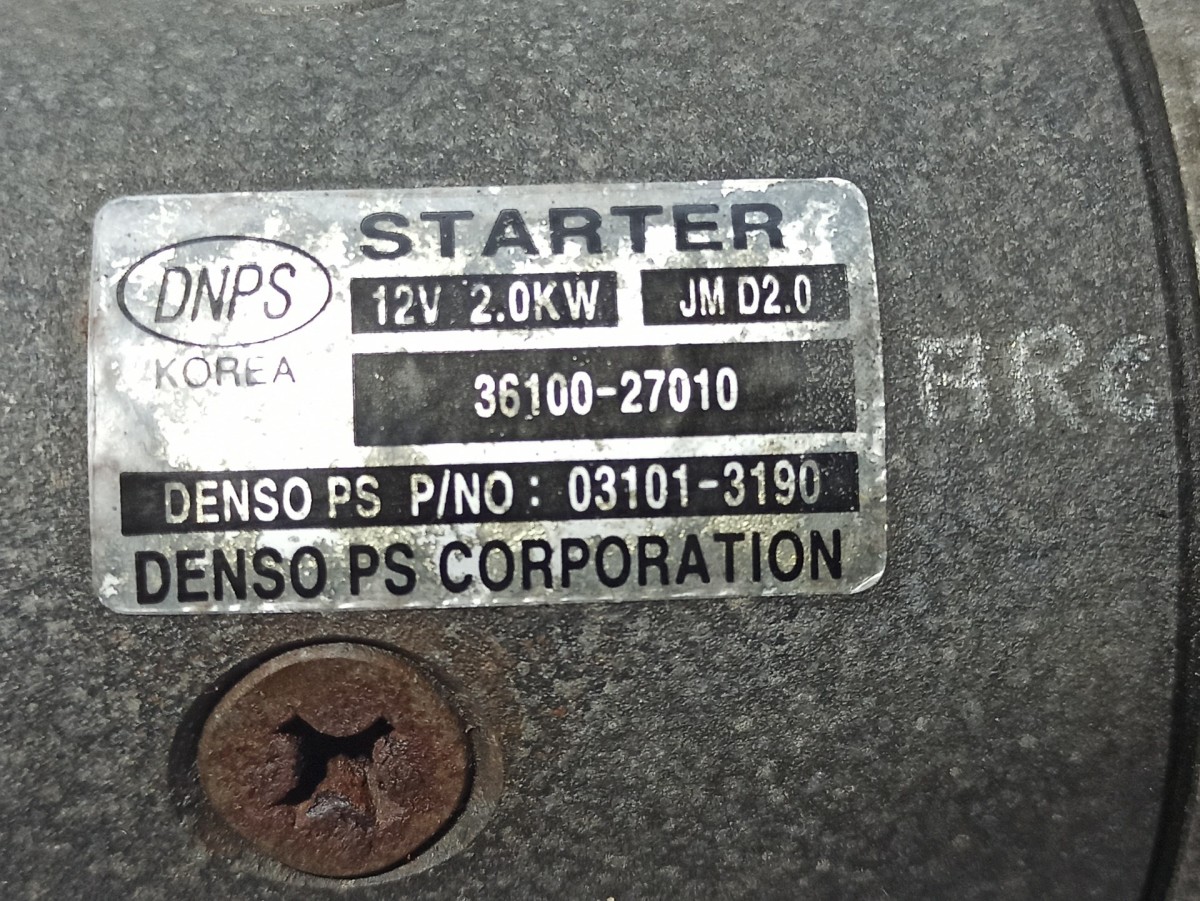 STARTER
DNPS
12V 2.0KW JM D2.0
KOREA
36100-27010
DENSO PS P/NO : 03101-3190
DENSO PS CORPORATION